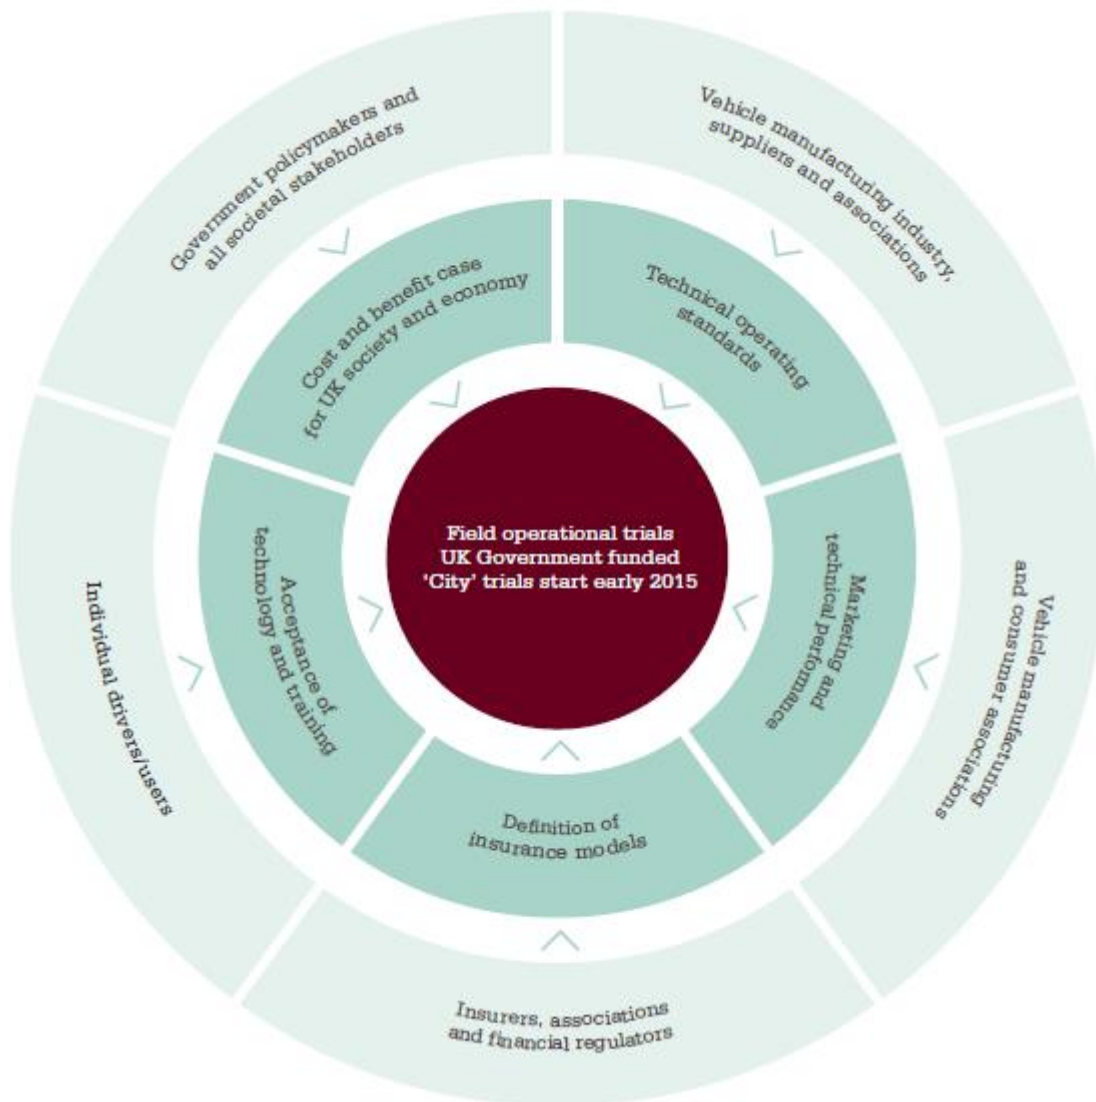 Government policymakers and
all societal stakeholders
Vehicle manufacturing industry,
suppliers and associations
Cost and benefit case
for UK society and economy
Technical operating
standards
Field operational trials
UK Government funded
'City' trials start early 2015
Individual drivers/users
Acceptance of
technology and training
Marketing and
technical performance
Vehicle manufacturing
and consumer associations
Definition of
insurance models
Insurers, associations
and financial regulators